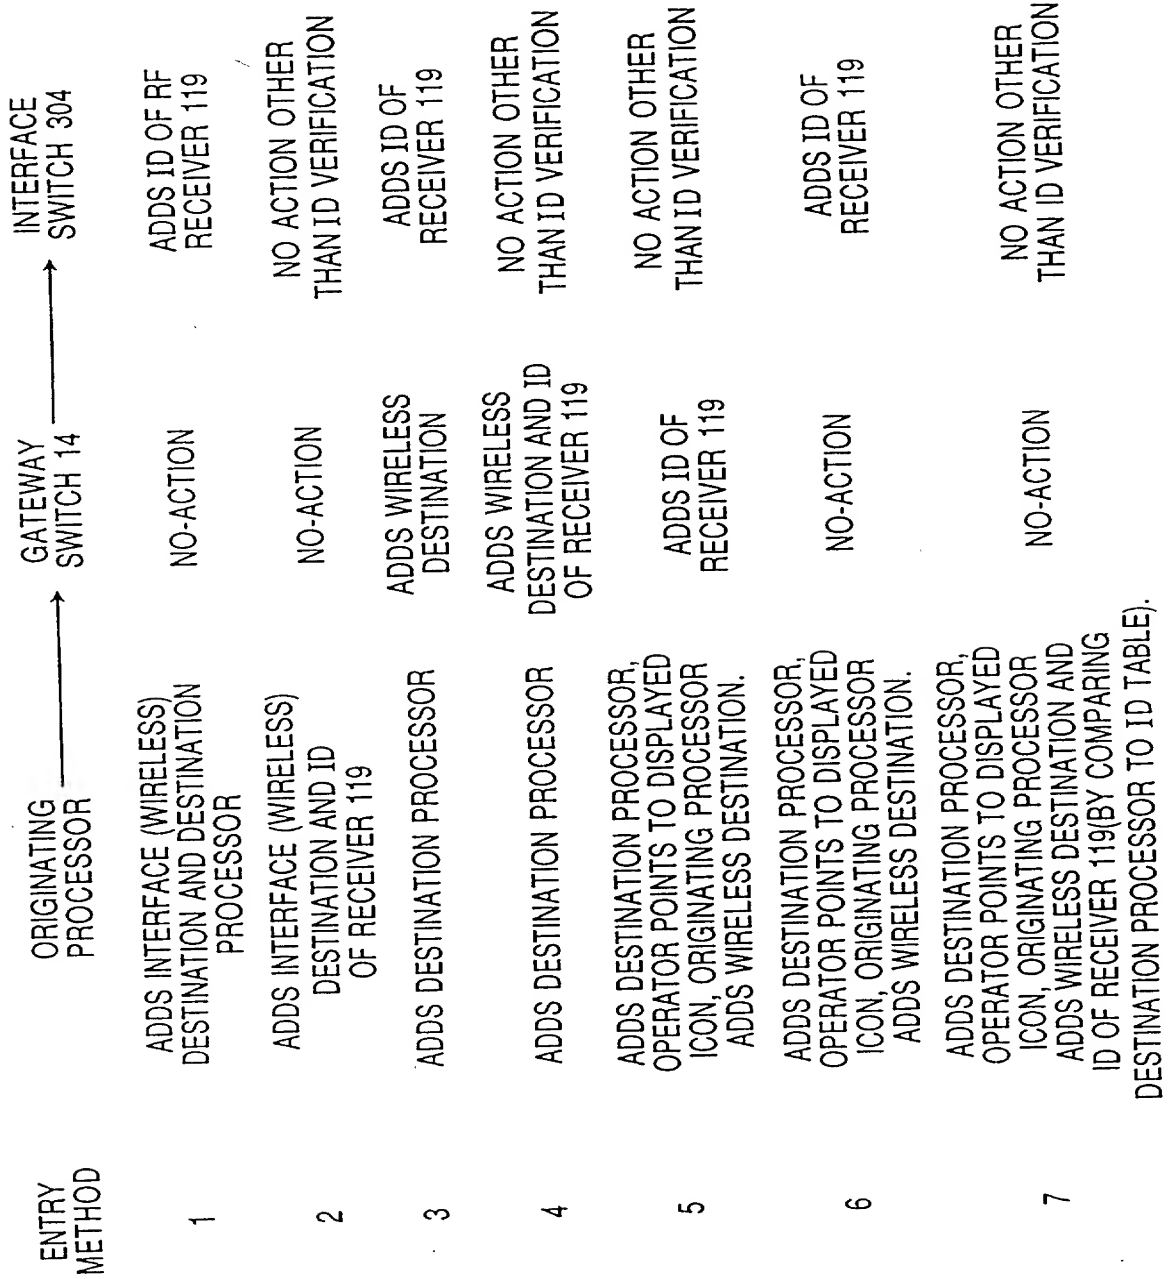 ENTRY
METHOD
ORIGINATING
PROCESSOR
GATEWAY
SWITCH 14
INTERFACE
SWITCH 304
1
ADDS INTERFACE (WIRELESS)
DESTINATION AND DESTINATION
PROCESSOR
NO-ACTION
ADDS ID OF RF
RECEIVER 119
2
ADDS INTERFACE (WIRELESS)
DESTINATION AND ID
OF RECEIVER 119
NO-ACTION
NO ACTION OTHER
THAN ID VERIFICATION
3
ADDS DESTINATION PROCESSOR
ADDS WIRELESS
DESTINATION
ADDS ID OF
RECEIVER 119
4
ADDS DESTINATION PROCESSOR
ADDS WIRELESS
DESTINATION AND ID
OF RECEIVER 119
NO ACTION OTHER
THAN ID VERIFICATION
5
ADDS DESTINATION PROCESSOR,
OPERATOR POINTS TO DISPLAYED
ICON, ORIGINATING PROCESSOR
ADDS WIRELESS DESTINATION.
ADDS ID OF
RECEIVER 119
NO ACTION OTHER
THAN ID VERIFICATION
6
ADDS DESTINATION PROCESSOR,
OPERATOR POINTS TO DISPLAYED
ICON, ORIGINATING PROCESSOR
ADDS WIRELESS DESTINATION.
NO-ACTION
ADDS ID OF
RECEIVER 119
7
ADDS DESTINATION PROCESSOR,
OPERATOR POINTS TO DISPLAYED
ICON, ORIGINATING PROCESSOR
ADDS WIRELESS DESTINATION AND
ID OF RECEIVER 119(BY COMPARING
DESTINATION PROCESSOR TO ID TABLE).
NO-ACTION
NO ACTION OTHER
THAN ID VERIFICATION